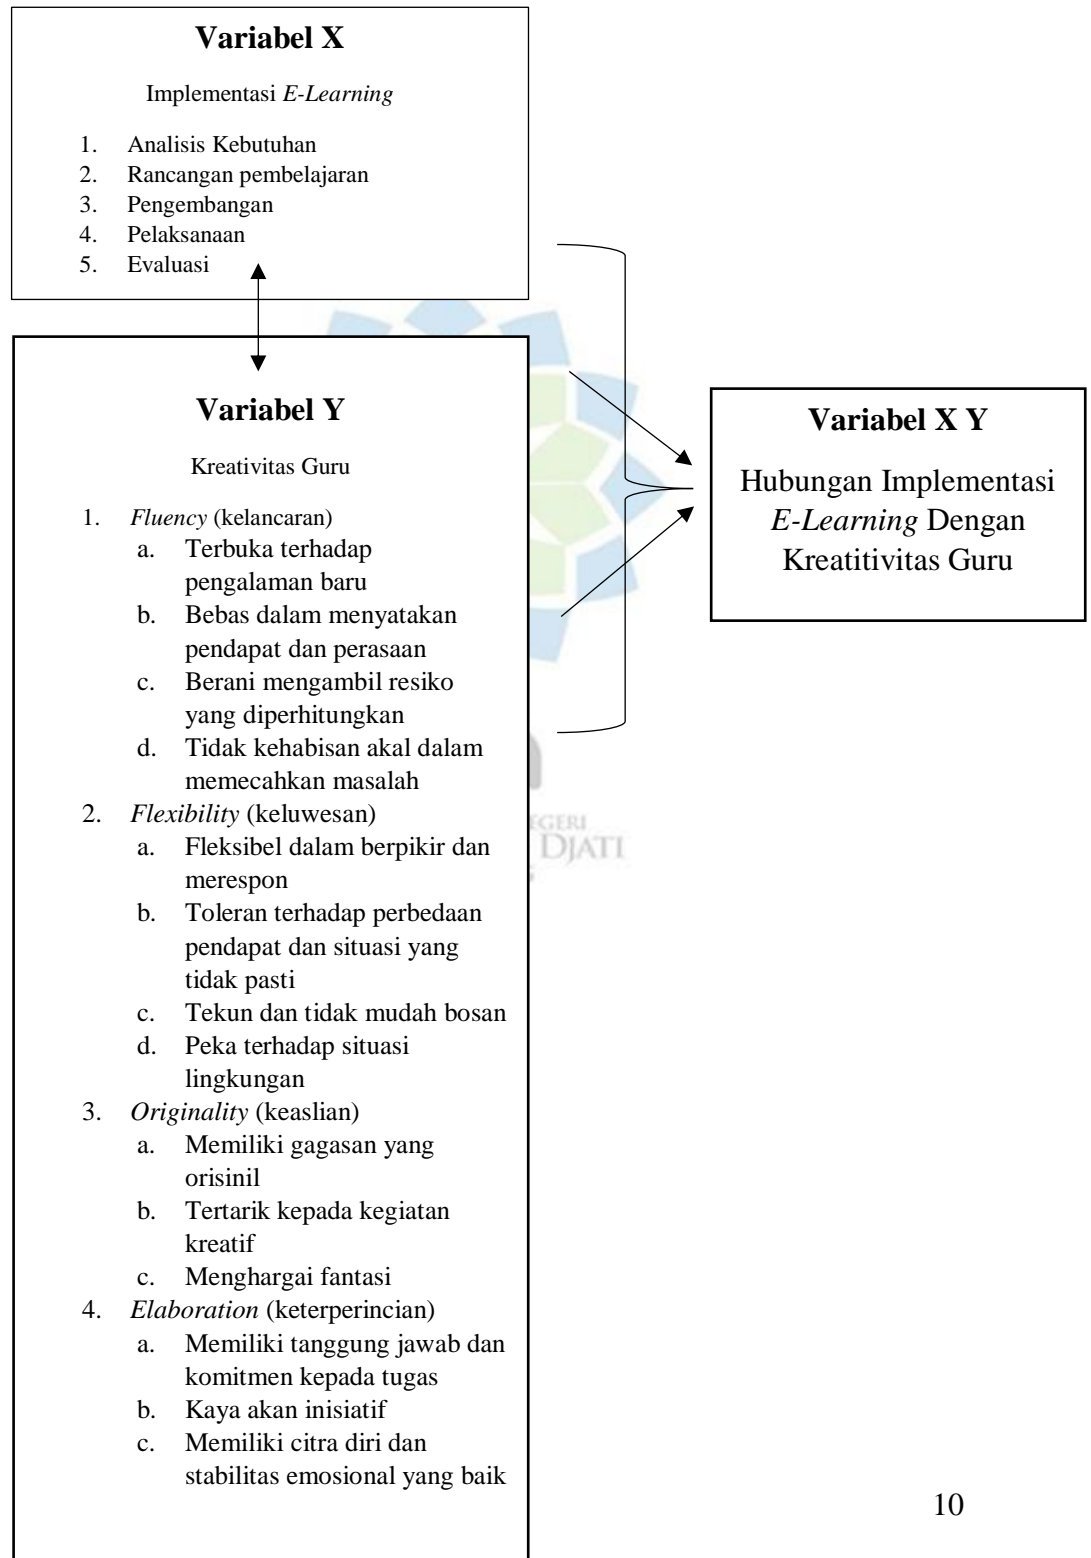 Variabel X
Implementasi E-Learning
1. Analisis Kebutuhan
2. Rancangan pembelajaran
3. Pengembangan
4. Pelaksanaan
5. Evaluasi
Variabel Y
Kreativitas Guru
1. Fluency (kelancaran)
a. Terbuka terhadap
pengalaman baru
b. Bebas dalam menyatakan
pendapat dan perasaan
c. Berani mengambil resiko
yang diperhitungkan
d. Tidak kehabisan akal dalam
memecahkan masalah
2. Flexibility (keluwesan)
a. Fleksibel dalam berpikir dan
merespon
b. Toleran terhadap perbedaan
pendapat dan situasi yang
tidak pasti
c. Tekun dan tidak mudah bosan
d. Peka terhadap situasi
lingkungan
3. Originality (keaslian)
a. Memiliki gagasan yang
orisinil
b. Tertarik kepada kegiatan
kreatif
c. Menghargai fantasi
4. Elaboration (keterperincian)
a. Memiliki tanggung jawab dan
komitmen kepada tugas
b. Kaya akan inisiatif
c. Memiliki citra diri dan
stabilitas emosional yang baik
Variabel X Y
Hubungan Implementasi
E-Learning Dengan
Kreatitivitas Guru
EGERI
DJATI
10